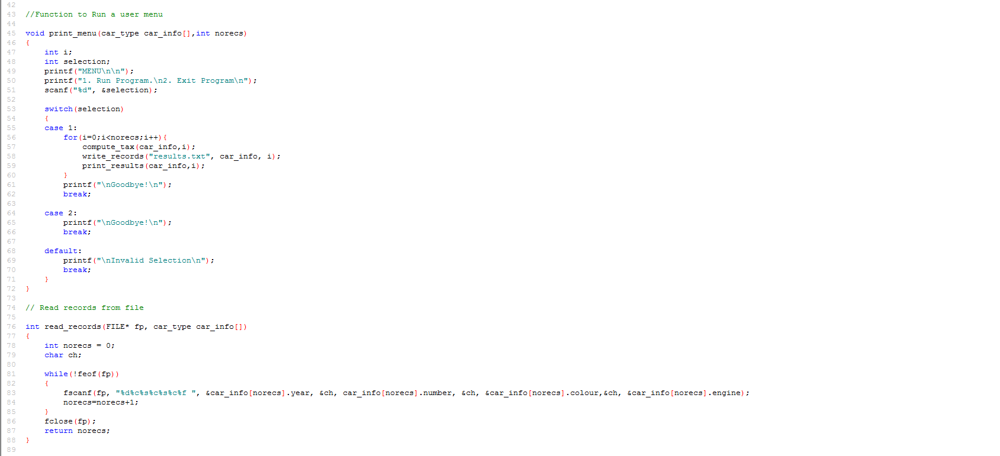 42
43 //Function to Run a user menu
44
45 void print_menu(car_type car_info[],int norecs)
46 {
47     int i;
48     int selection;
49     printf("MENU\n\n");
50     printf("1. Run Program.\n2. Exit Program\n");
51     scanf("%d", &selection);
52
53     switch(selection)
54     {
55     case 1:
56         for(i=0;i<norecs;i++){
57             compute_tax(car_info,i);
58             write_records("results.txt", car_info, i);
59             print_results(car_info,i);
60         }
61         printf("\nGoodbye!\n");
62         break;
63
64     case 2:
65         printf("\nGoodbye!\n");
66         break;
67
68     default:
69         printf("\nInvalid Selection\n");
70         break;
71     }
72 }
73
74 // Read records from file
75
76 int read_records(FILE* fp, car_type car_info[])
77 {
78     int norecs = 0;
79     char ch;
80
81     while(!feof(fp))
82     {
83         fscanf(fp, "%d%c%s%c%s%c%f ", &car_info[norecs].year, &ch, car_info[norecs].number, &ch, &car_info[norecs].colour,&ch, &car_info[norecs].engine);
84         norecs=norecs+1;
85     }
86     fclose(fp);
87     return norecs;
88 }
89